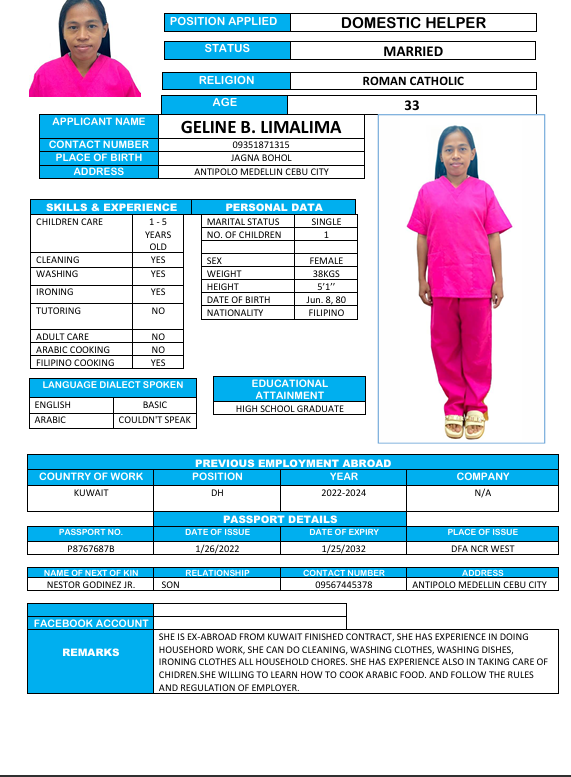 POSITION APPLIED DOMESTIC HELPER
STATUS MARRIED
RELIGION ROMAN CATHOLIC
AGE 33
APPLICANT NAME GELINE B. LIMALIMA
CONTACT NUMBER 09351871315
PLACE OF BIRTH JAGNA BOHOL
ADDRESS ANTIPOLO MEDELLIN CEBU CITY
SKILLS & EXPERIENCE
CHILDREN CARE 1 - 5
YEARS
OLD
CLEANING YES
WASHING YES
IRONING YES
TUTORING NO
ADULT CARE NO
ARABIC COOKING NO
FILIPINO COOKING YES
PERSONAL DATA
MARITAL STATUS SINGLE
NO. OF CHILDREN 1
SEX FEMALE
WEIGHT 38KGS
HEIGHT 5'1''
DATE OF BIRTH Jun. 8, 80
NATIONALITY FILIPINO
LANGUAGE DIALECT SPOKEN
ENGLISH BASIC
ARABIC COULDN'T SPEAK
EDUCATIONAL
ATTAINMENT
HIGH SCHOOL GRADUATE
PREVIOUS EMPLOYMENT ABROAD
COUNTRY OF WORK POSITION YEAR COMPANY
KUWAIT DH 2022-2024 N/A
PASSPORT DETAILS
PASSPORT NO. DATE OF ISSUE DATE OF EXPIRY PLACE OF ISSUE
P8767687B 1/26/2022 1/25/2032 DFA NCR WEST
NAME OF NEXT OF KIN RELATIONSHIP CONTACT NUMBER ADDRESS
NESTOR GODINEZ JR. SON 09567445378 ANTIPOLO MEDELLIN CEBU CITY
FACEBOOK ACCOUNT
REMARKS
SHE IS EX-ABROAD FROM KUWAIT FINISHED CONTRACT, SHE HAS EXPERIENCE IN DOING
HOUSEHORD WORK, SHE CAN DO CLEANING, WASHING CLOTHES, WASHING DISHES,
IRONING CLOTHES ALL HOUSEHOLD CHORES. SHE HAS EXPERIENCE ALSO IN TAKING CARE OF
CHIDREN.SHE WILLING TO LEARN HOW TO COOK ARABIC FOOD. AND FOLLOW THE RULES
AND REGULATION OF EMPLOYER.